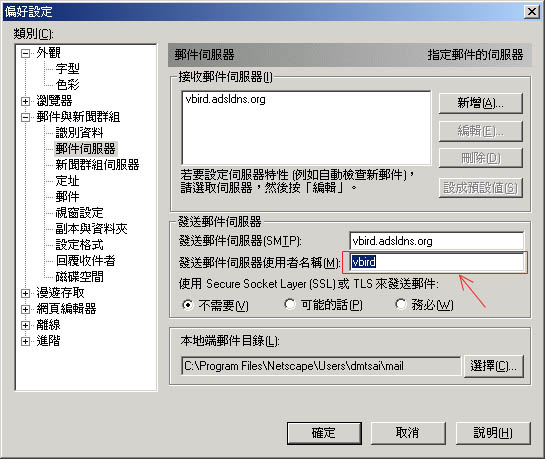 偏好設定
類別(C):
外觀
字型
色彩
瀏覽器
郵件與新聞群組
識別資料
郵件伺服器
新聞群組伺服器
定址
郵件
視窗設定
副本與資料夾
設定格式
回覆收件者
磁碟空間
漫遊存取
網頁編輯器
離線
進階
郵件伺服器 指定郵件的伺服器
接收郵件伺服器(I)
vbird.adsldns.org
新增(A)...
編輯(E)...
刪除(D)
設成預設值(S)
若要設定伺服器特性 (例如自動檢查新郵件),
請選取伺服器，然後按「編輯」。
發送郵件伺服器
發送郵件伺服器(SMTP): vbird.adsldns.org
發送郵件伺服器使用者名稱(M): vbird
使用 Secure Socket Layer (SSL) 或 TLS 來發送郵件:
不需要(V) 可能的話(P) 務必(W)
本地端郵件目錄(L):
C:\Program Files\Netscape\Users\dmtsai\mail 選擇(C)...
確定 取消 說明(H)